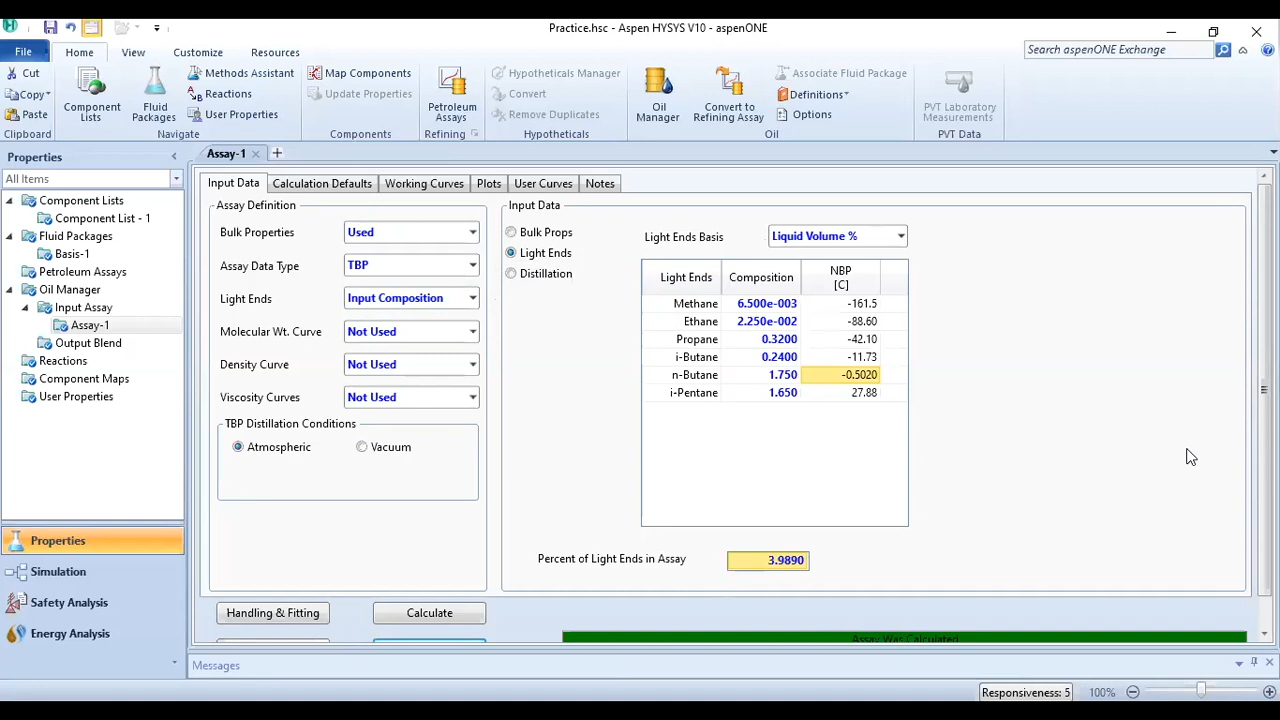 Practice.hsc - Aspen HYSYS V10 - aspenONE
File Home View Customize Resources Search aspenONE Exchange
Cut
Copy
Paste
Clipboard
Component Lists
Fluid Packages
Methods Assistant
Reactions
User Properties
Navigate
Map Components
Update Properties
Components
Petroleum Assays
Refining
Hypotheticals Manager
Convert
Remove Duplicates
Hypotheticals
Oil Manager
Convert to Refining Assay
Associate Fluid Package
Definitions
Options
Oil
PVT Laboratory Measurements
PVT Data
Properties
All Items
Component Lists
Component List - 1
Fluid Packages
Basis-1
Petroleum Assays
Oil Manager
Input Assay
Assay-1
Output Blend
Reactions
Component Maps
User Properties
Properties
Simulation
Safety Analysis
Energy Analysis
Assay-1
Input Data Calculation Defaults Working Curves Plots User Curves Notes
Assay Definition
Bulk Properties Used
Assay Data Type TBP
Light Ends Input Composition
Molecular Wt. Curve Not Used
Density Curve Not Used
Viscosity Curves Not Used
TBP Distillation Conditions
Atmospheric Vacuum
Input Data
Bulk Props
Light Ends
Distillation
Light Ends Basis Liquid Volume %
Light Ends Composition NBP [C]
Methane 6.500e-003 -161.5
Ethane 2.250e-002 -88.60
Propane 0.3200 -42.10
i-Butane 0.2400 -11.73
n-Butane 1.750 -0.5020
i-Pentane 1.650 27.88
Percent of Light Ends in Assay 3.9890
Handling & Fitting Calculate
Assay Was Calculated
Messages
Responsiveness: 5 100%